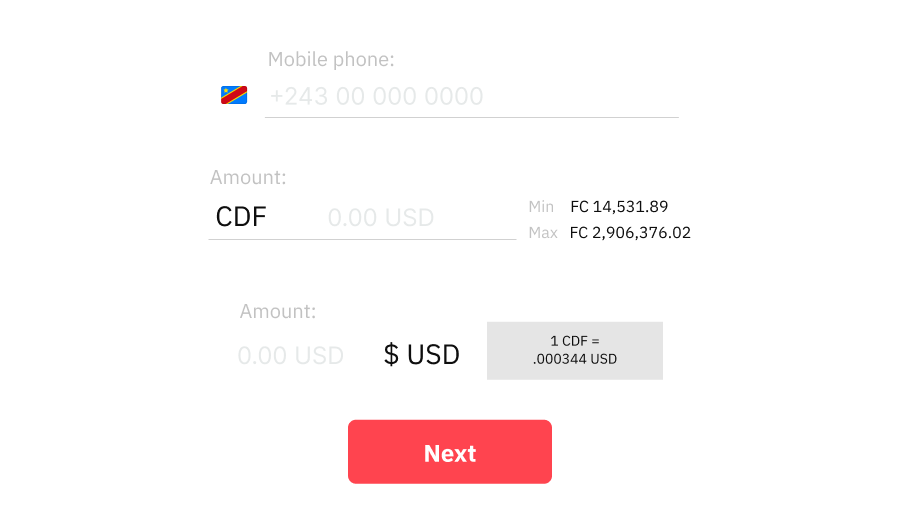 Mobile phone:
+243 00 000 0000
Amount:
CDF 0.00 USD
Min FC 14,531.89
Max FC 2,906,376.02
Amount:
0.00 USD $ USD
1 CDF =
.000344 USD
Next